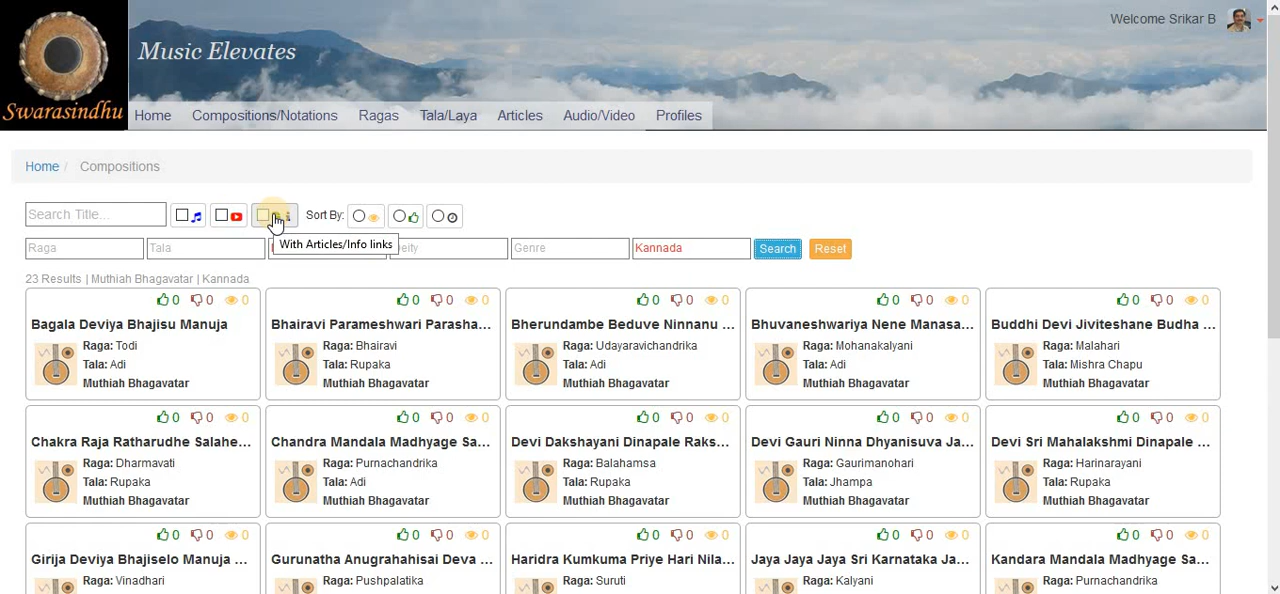 Welcome Srikar B
Music Elevates
Swarasindhu
Home Compositions/Notations Ragas Tala/Laya Articles Audio/Video Profiles
Home / Compositions
Search Title... Sort By:
With Articles/Info links
Raga Tala eity Genre Kannada Search Reset
23 Results | Muthiah Bhagavatar | Kannada
0 0 0 0 0 0 0 0 0 0 0 0 0 0 0
Bagala Deviya Bhajisu Manuja Bhairavi Parameshwari Parasha... Bherundambe Beduve Ninnanu ... Bhuvaneshwariya Nene Manasa... Buddhi Devi Jiviteshane Budha ...
Raga: Todi Raga: Bhairavi Raga: Udayaravichandrika Raga: Mohanakalyani Raga: Malahari
Tala: Adi Tala: Rupaka Tala: Adi Tala: Adi Tala: Mishra Chapu
Muthiah Bhagavatar Muthiah Bhagavatar Muthiah Bhagavatar Muthiah Bhagavatar Muthiah Bhagavatar
0 0 0 0 0 0 0 0 0 0 0 0 0 0 0
Chakra Raja Ratharudhe Salahe... Chandra Mandala Madhyage Sa... Devi Dakshayani Dinapale Raks... Devi Gauri Ninna Dhyanisuva Ja... Devi Sri Mahalakshmi Dinapale ...
Raga: Dharmavati Raga: Purnachandrika Raga: Balahamsa Raga: Gaurimanohari Raga: Harinarayani
Tala: Rupaka Tala: Adi Tala: Rupaka Tala: Jhampa Tala: Rupaka
Muthiah Bhagavatar Muthiah Bhagavatar Muthiah Bhagavatar Muthiah Bhagavatar Muthiah Bhagavatar
0 0 0 0 0 0 0 0 0 0 0 0 0 0 0
Girija Deviya Bhajiselo Manuja ... Gurunatha Anugrahahisai Deva ... Haridra Kumkuma Priye Hari Nila... Jaya Jaya Jaya Sri Karnataka Ja... Kandara Mandala Madhyage Sa...
Raga: Vinadhari Raga: Pushpalatika Raga: Suruti Raga: Kalyani Raga: Purnachandrika